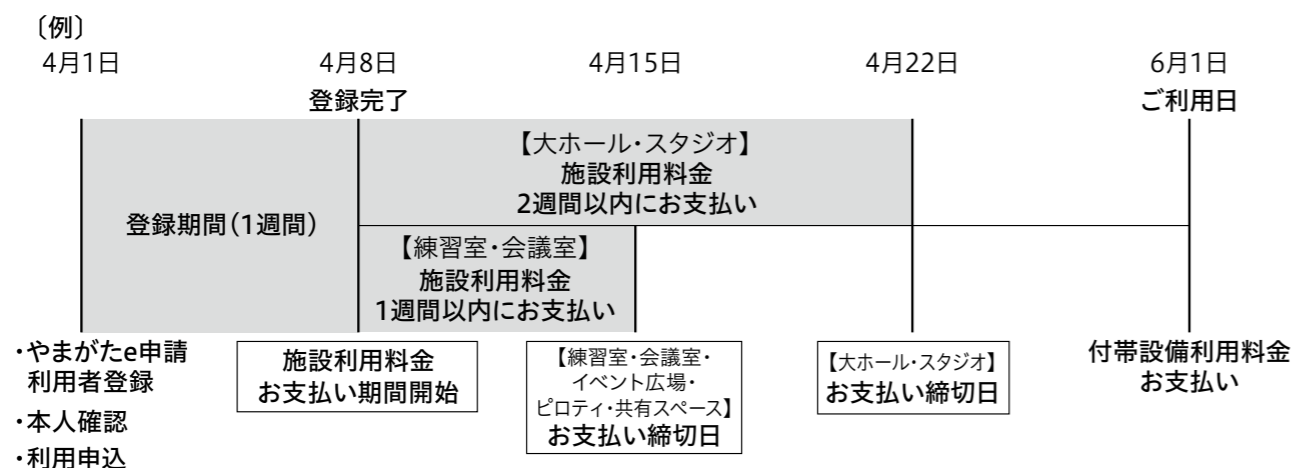 〔例〕
4月1日
4月8日
4月15日
4月22日
6月1日
登録完了
ご利用日
登録期間（1週間）
【大ホール・スタジオ】
施設利用料金
2週間以内にお支払い
【練習室・会議室】
施設利用料金
1週間以内にお支払い
・やまがたe申請
利用者登録
・本人確認
・利用申込
施設利用料金
お支払い期間開始
【練習室・会議室・
イベント広場・
ピロティ・共有スペース】
お支払い締切日
【大ホール・スタジオ】
お支払い締切日
付帯設備利用料金
お支払い